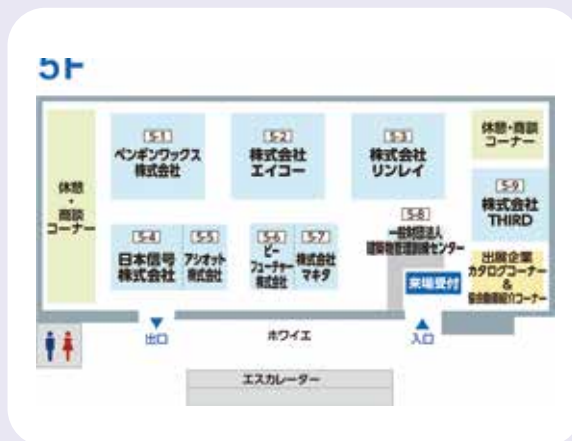 5F
休憩
・
商談
コーナー
5-1
ペンギンワックス
株式会社
5-2
株式会社
エイコー
5-3
株式会社
リンレイ
休憩・商談
コーナー
5-4
日本信号
株式会社
5-5
アシオット
株式会社
5-6
ビー
フューチャー
株式会社
5-7
株式会社
マキタ
5-8
一般財団法人
建築物管理訓練センター
来場受付
5-9
株式会社
THIRD
出展企業
カタログコーナー
&
出口
ホワイエ
入口
エスカレーター